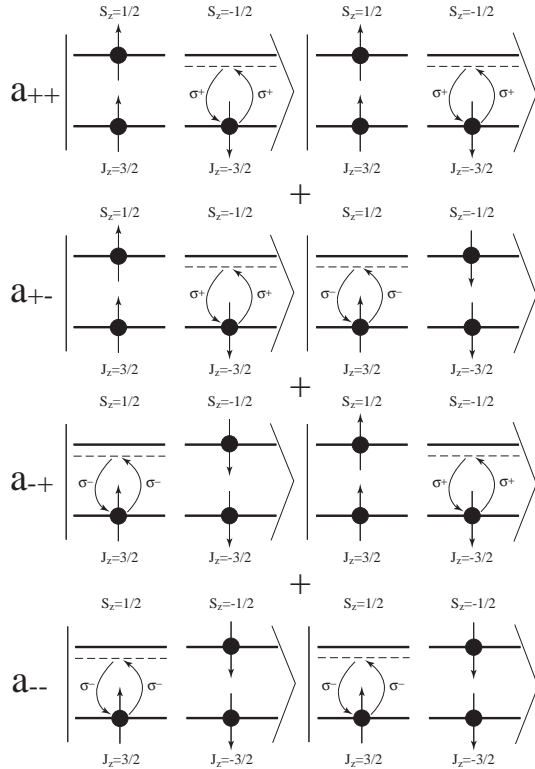 S_z=1/2 S_z=-1/2 S_z=1/2 S_z=-1/2
a++ σ+ σ+ σ+ σ+
J_z=3/2 J_z=-3/2 J_z=3/2 J_z=-3/2
+
S_z=1/2 S_z=-1/2 S_z=1/2 S_z=-1/2
a+- σ+ σ+ σ− σ−
J_z=3/2 J_z=-3/2 J_z=3/2 J_z=-3/2
+
S_z=1/2 S_z=-1/2 S_z=1/2 S_z=-1/2
a-+ σ− σ− σ+ σ+
J_z=3/2 J_z=-3/2 J_z=3/2 J_z=-3/2
+
S_z=1/2 S_z=-1/2 S_z=1/2 S_z=-1/2
a-- σ− σ− σ− σ−
J_z=3/2 J_z=-3/2 J_z=3/2 J_z=-3/2